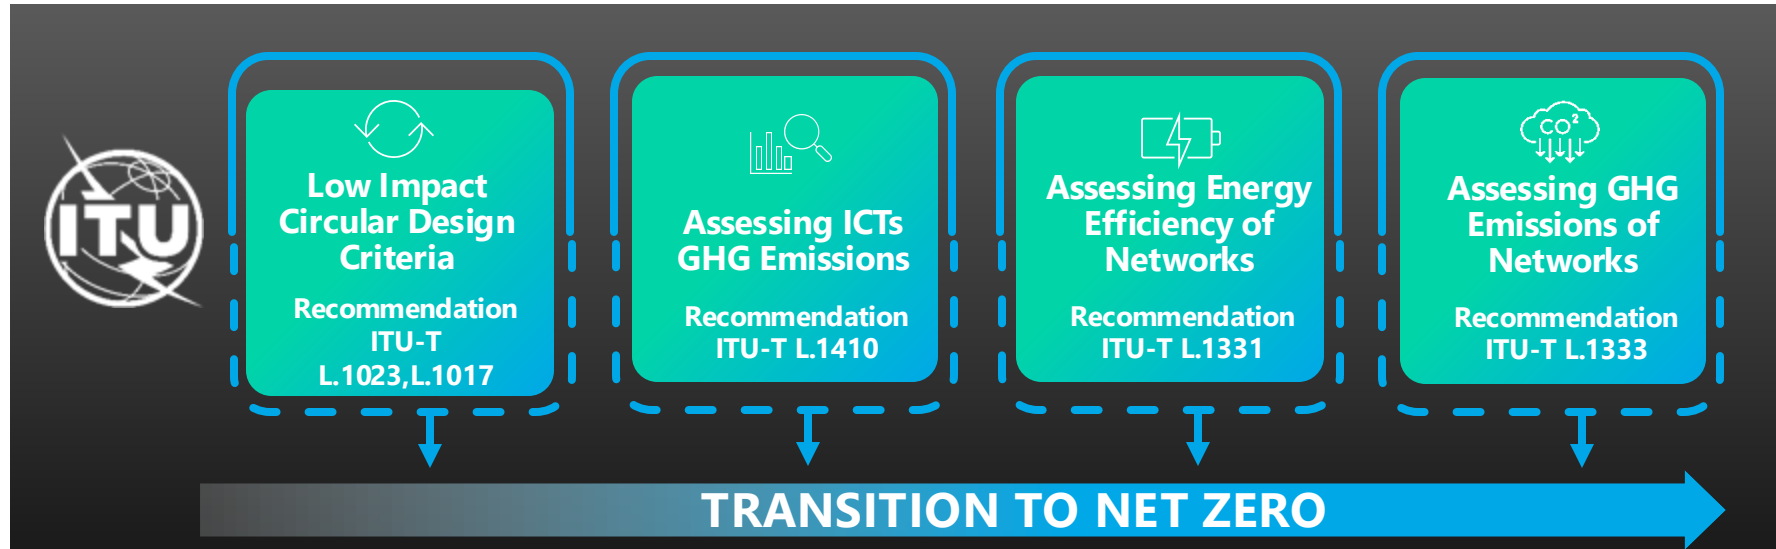 ITU
Low Impact
Circular Design
Criteria
Recommendation
ITU-T
L.1023,L.1017
Assessing ICTs
GHG Emissions
Recommendation
ITU-T L.1410
Assessing Energy
Efficiency of
Networks
Recommendation
ITU-T L.1331
CO²
Assessing GHG
Emissions of
Networks
Recommendation
ITU-T L.1333
TRANSITION TO NET ZERO